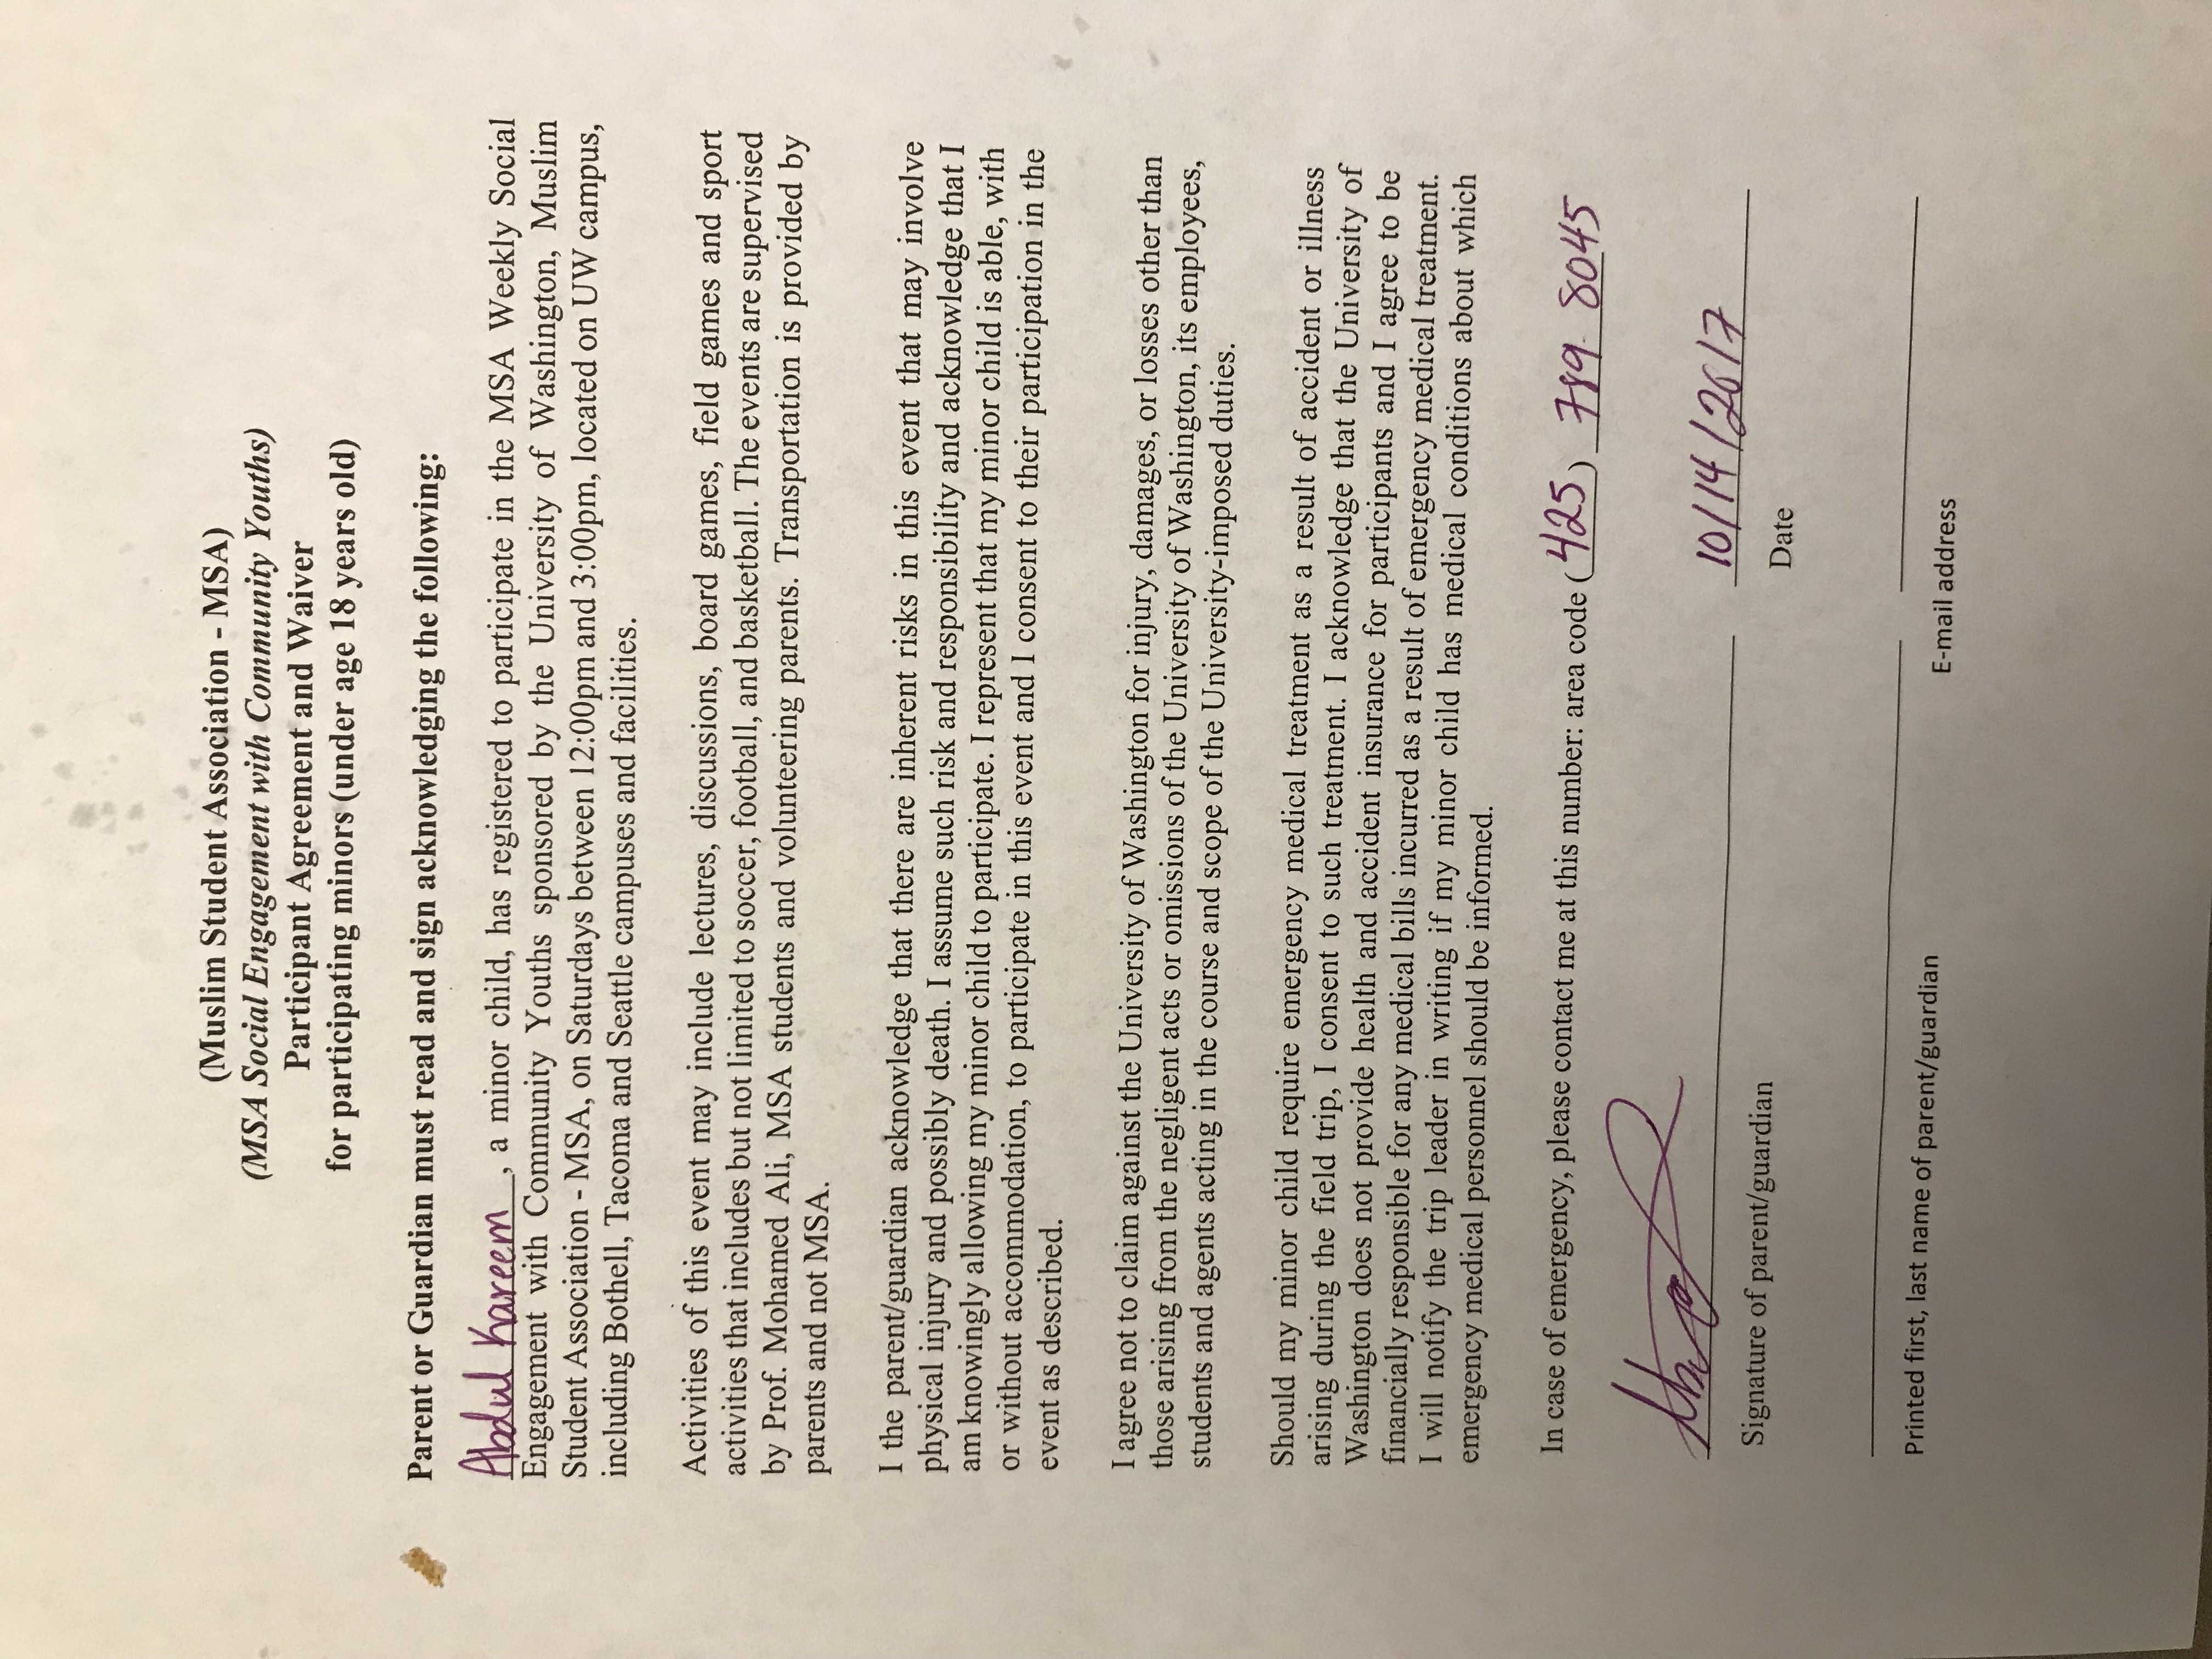 (Muslim Student Association - MSA)
(MSA Social Engagement with Community Youths)
Participant Agreement and Waiver
for participating minors (under age 18 years old)
Parent or Guardian must read and sign acknowledging the following:
Abdul Kareem, a minor child, has registered to participate in the MSA Weekly Social
Engagement with Community Youths sponsored by the University of Washington, Muslim
Student Association - MSA, on Saturdays between 12:00pm and 3:00pm, located on UW campus,
including Bothell, Tacoma and Seattle campuses and facilities.
Activities of this event may include lectures, discussions, board games, field games and sport
activities that includes but not limited to soccer, football, and basketball. The events are supervised
by Prof. Mohamed Ali, MSA students and volunteering parents. Transportation is provided by
parents and not MSA.
I the parent/guardian acknowledge that there are inherent risks in this event that may involve
physical injury and possibly death. I assume such risk and responsibility and acknowledge that I
am knowingly allowing my minor child to participate. I represent that my minor child is able, with
or without accommodation, to participate in this event and I consent to their participation in the
event as described.
I agree not to claim against the University of Washington for injury, damages, or losses other than
those arising from the negligent acts or omissions of the University of Washington, its employees,
students and agents acting in the course and scope of the University-imposed duties.
Should my minor child require emergency medical treatment as a result of accident or illness
arising during the field trip, I consent to such treatment. I acknowledge that the University of
Washington does not provide health and accident insurance for participants and I agree to be
financially responsible for any medical bills incurred as a result of emergency medical treatment.
I will notify the trip leader in writing if my minor child has medical conditions about which
emergency medical personnel should be informed.
In case of emergency, please contact me at this number: area code (425) 789 8045
10/14/2017
Signature of parent/guardian
Date
Printed first, last name of parent/guardian
E-mail address